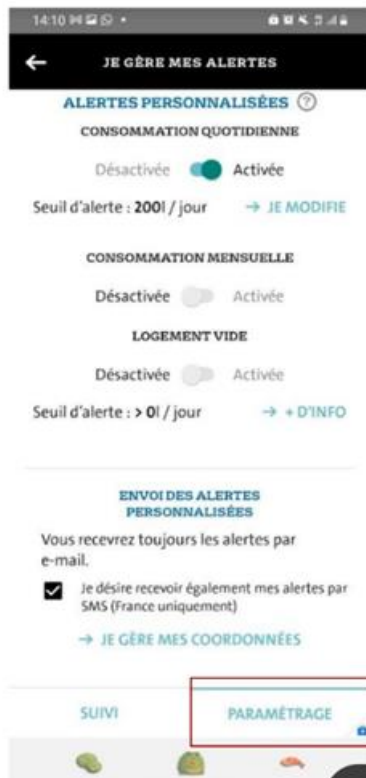 14:10
JE GÈRE MES ALERTES
ALERTES PERSONNALISÉES ?
CONSOMMATION QUOTIDIENNE
Désactivée Activée
Seuil d'alerte : 200l / jour → JE MODIFIE
CONSOMMATION MENSUELLE
Désactivée Activée
LOGEMENT VIDE
Désactivée Activée
Seuil d'alerte : > 0l / jour → + D'INFO
ENVOI DES ALERTES
PERSONNALISÉES
Vous recevrez toujours les alertes par
e-mail.
Je désire recevoir également mes alertes par
SMS (France uniquement)
→ JE GÈRE MES COORDONNÉES
SUIVI PARAMÉTRAGE